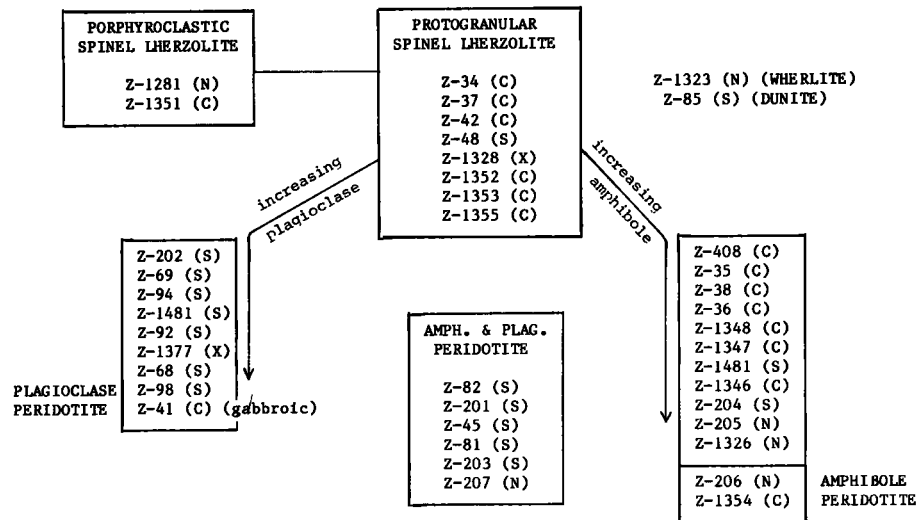 PORPHYROCLASTIC
SPINEL LHERZOLITE
Z-1281 (N)
Z-1351 (C)
PROTOGRANULAR
SPINEL LHERZOLITE
Z-34 (C)
Z-37 (C)
Z-42 (C)
Z-48 (S)
Z-1328 (X)
Z-1352 (C)
Z-1353 (C)
Z-1355 (C)
Z-1323 (N) (WHERLITE)
Z-85 (S) (DUNITE)
increasing
plagioclase
increasing
amphibole
Z-202 (S)
Z-69 (S)
Z-94 (S)
Z-1481 (S)
Z-92 (S)
Z-1377 (X)
Z-68 (S)
Z-98 (S)
Z-41 (C) (gabbroic)
PLAGIOCLASE
PERIDOTITE
AMPH. & PLAG.
PERIDOTITE
Z-82 (S)
Z-201 (S)
Z-45 (S)
Z-81 (S)
Z-203 (S)
Z-207 (N)
Z-408 (C)
Z-35 (C)
Z-38 (C)
Z-36 (C)
Z-1348 (C)
Z-1347 (C)
Z-1481 (S)
Z-1346 (C)
Z-204 (S)
Z-205 (N)
Z-1326 (N)
Z-206 (N)
Z-1354 (C)
AMPHIBOLE
PERIDOTITE